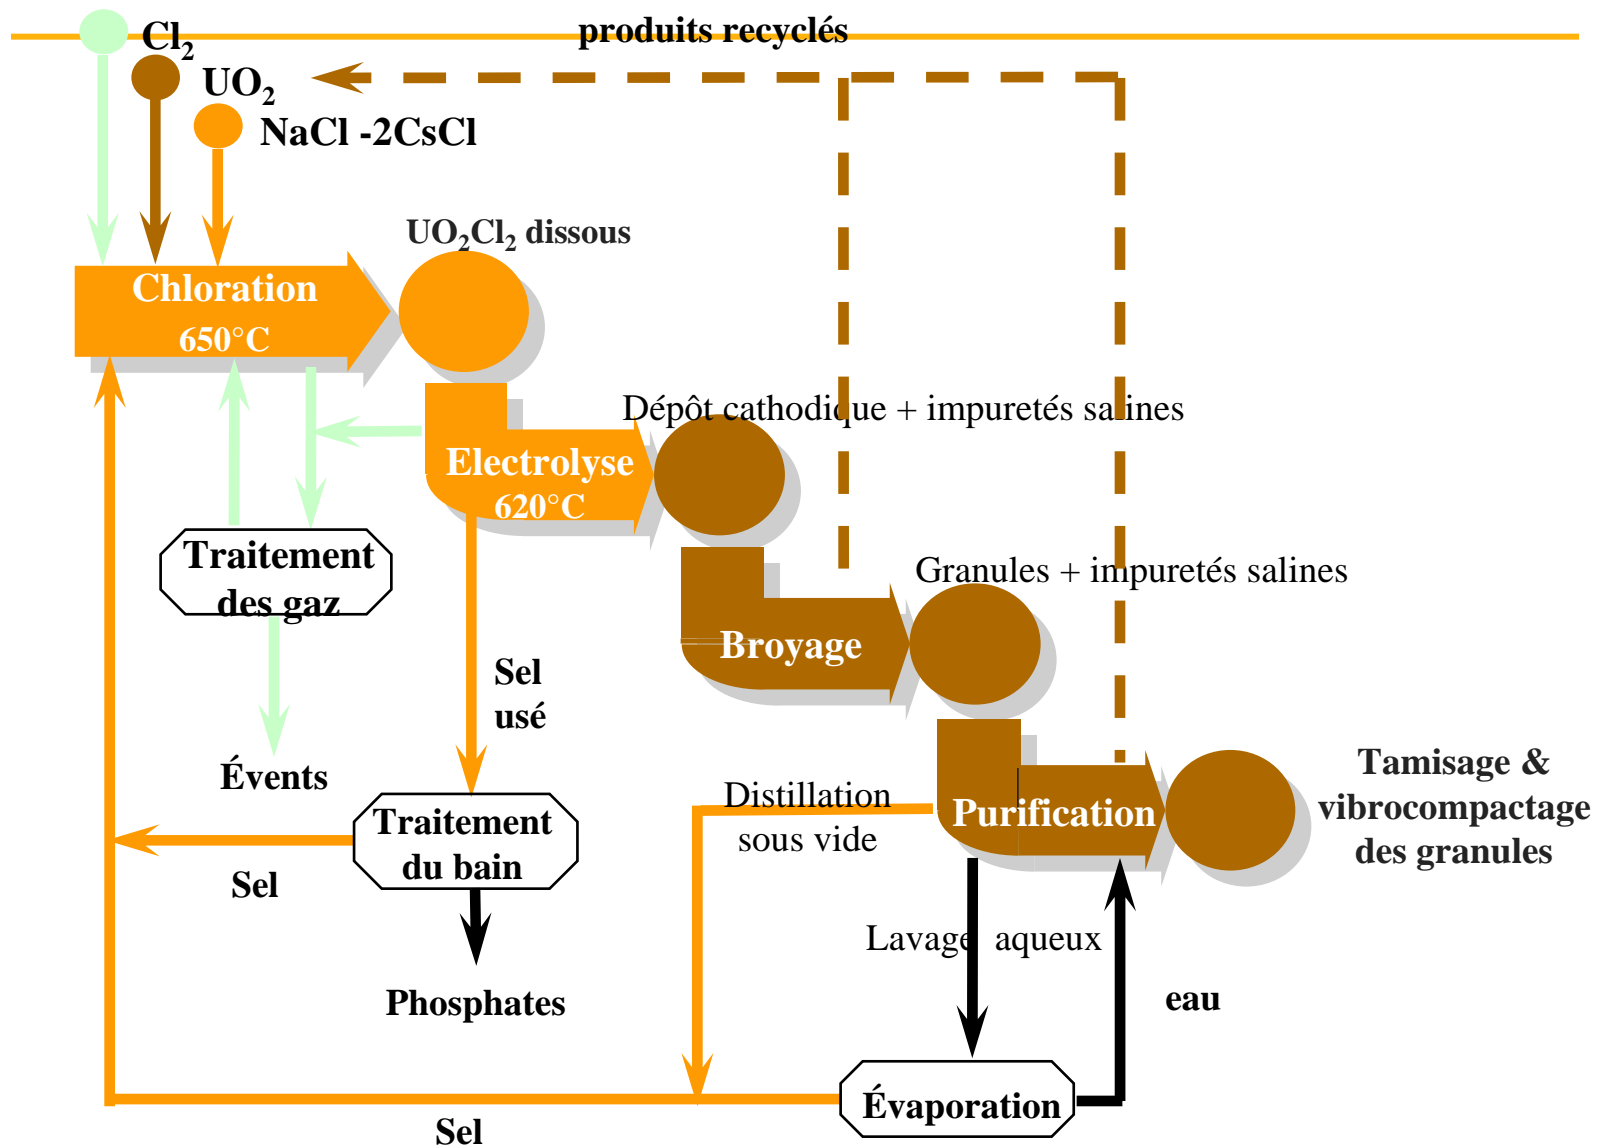 Cl₂
produits recyclés
UO₂
NaCl -2CsCl
UO₂Cl₂ dissous
Chloration
650°C
Dépôt cathodique + impuretés salines
Electrolyse
620°C
Traitement
des gaz
Granules + impuretés salines
Broyage
Sel
usé
Évents
Distillation
sous vide
Purification
Tamisage &
vibrocompactage
des granules
Traitement
du bain
Sel
Lavage aqueux
Phosphates
eau
Évaporation
Sel